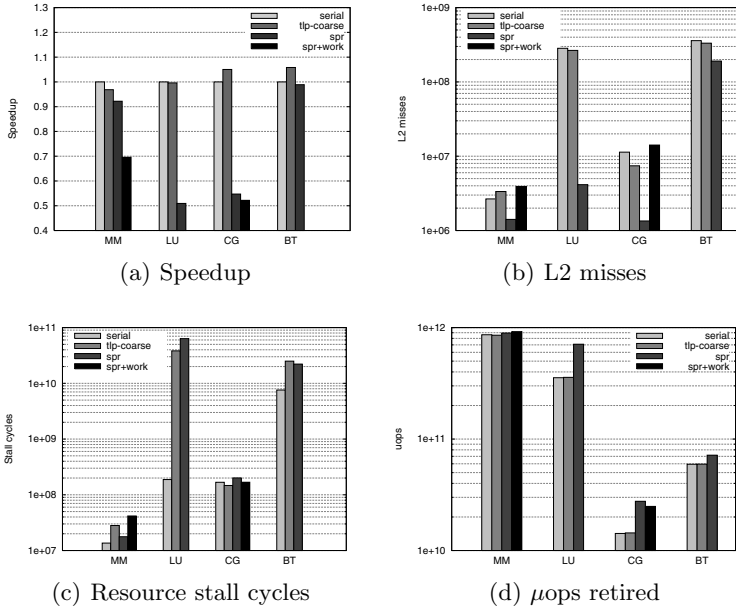 1.3
1.2
1.1
1
0.9
0.8
0.7
0.6
0.5
0.4
Speedup
serial
tlp-coarse
spr
spr+work
MM LU CG BT
(a) Speedup
1e+09
1e+08
1e+07
1e+06
L2 misses
serial
tlp-coarse
spr
spr+work
MM LU CG BT
(b) L2 misses
1e+11
1e+10
1e+09
1e+08
1e+07
Stall cycles
serial
tlp-coarse
spr
spr+work
MM LU CG BT
(c) Resource stall cycles
1e+12
1e+11
1e+10
uops
serial
tlp-coarse
spr
spr+work
MM LU CG BT
(d) μops retired